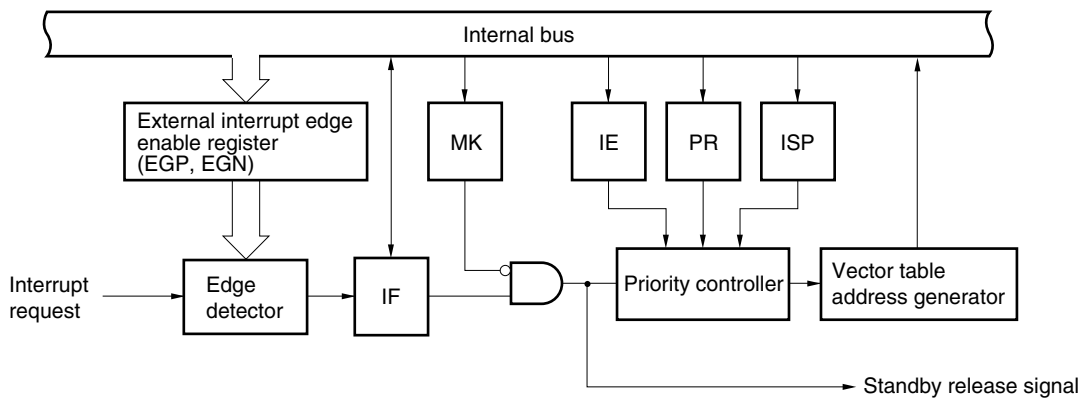 Internal bus
External interrupt edge
enable register
(EGP, EGN)
MK
IE
PR
ISP
Interrupt
request
Edge
detector
IF
Priority controller
Vector table
address generator
Standby release signal